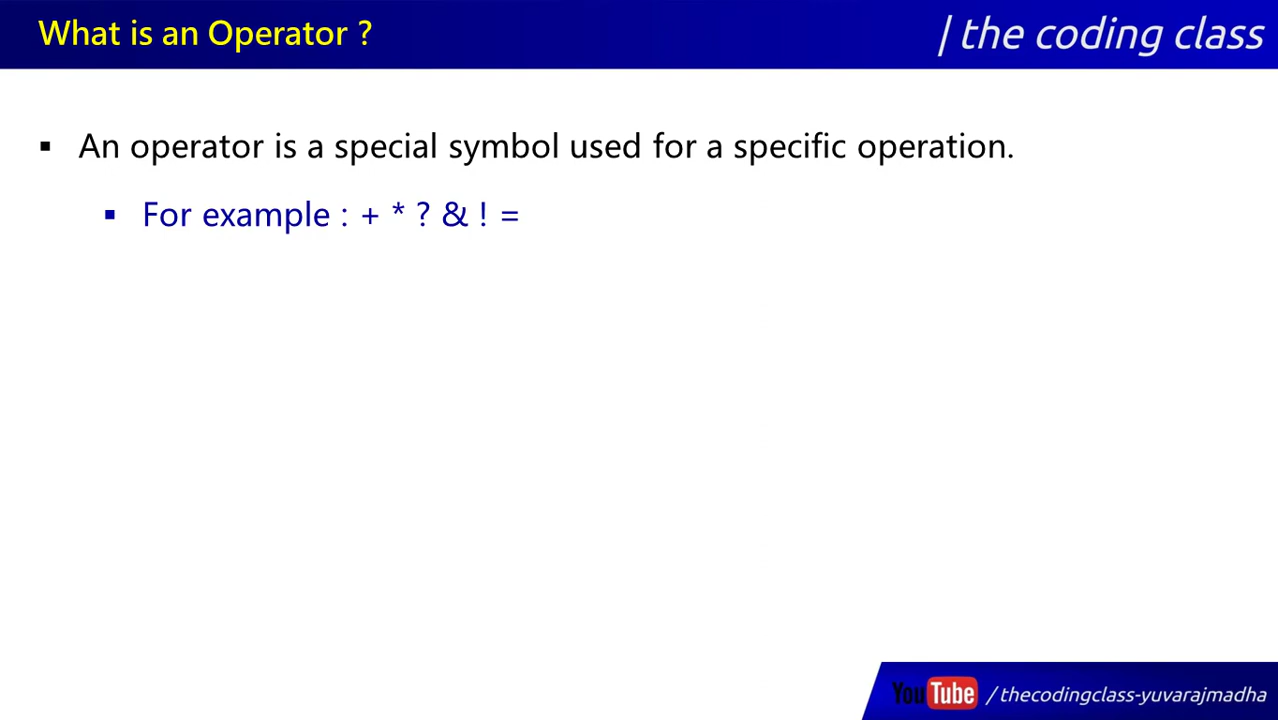 What is an Operator ?
/ the coding class
▪ An operator is a special symbol used for a specific operation.
▪ For example : + * ? & ! =
YouTube / thecodingclass-yuvarajmadha